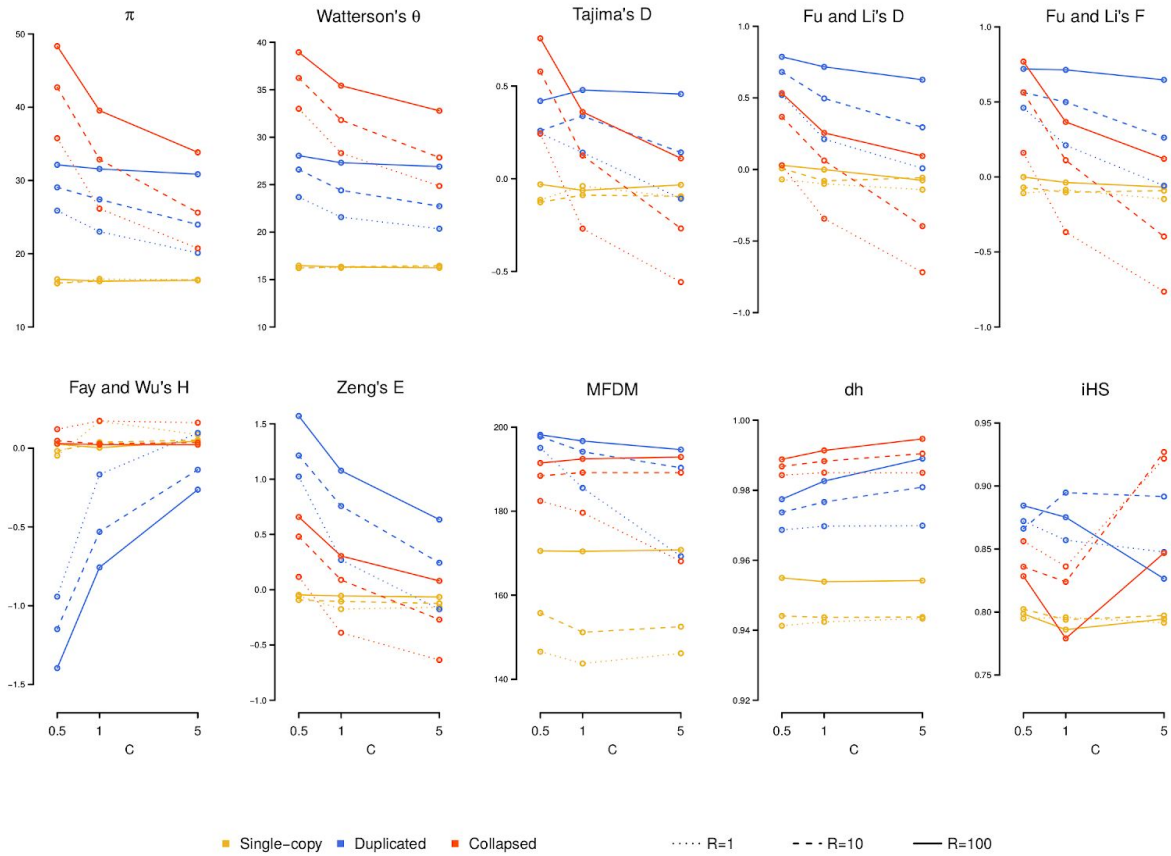 π
Watterson's θ
Tajima's D
Fu and Li's D
Fu and Li's F
50
40
30
20
10
40
35
30
25
20
15
10
0.5
0.0
−0.5
1.0
0.5
0.0
−0.5
−1.0
1.0
0.5
0.0
−0.5
−1.0
Fay and Wu's H
Zeng's E
MFDM
dh
iHS
0.0
−0.5
−1.0
−1.5
1.5
1.0
0.5
0.0
−0.5
−1.0
200
180
160
140
1.00
0.98
0.96
0.94
0.92
0.95
0.90
0.85
0.80
0.75
0.5 1 5
C
0.5 1 5
C
0.5 1 5
C
0.5 1 5
C
0.5 1 5
C
Single-copy Duplicated Collapsed R=1 R=10 R=100